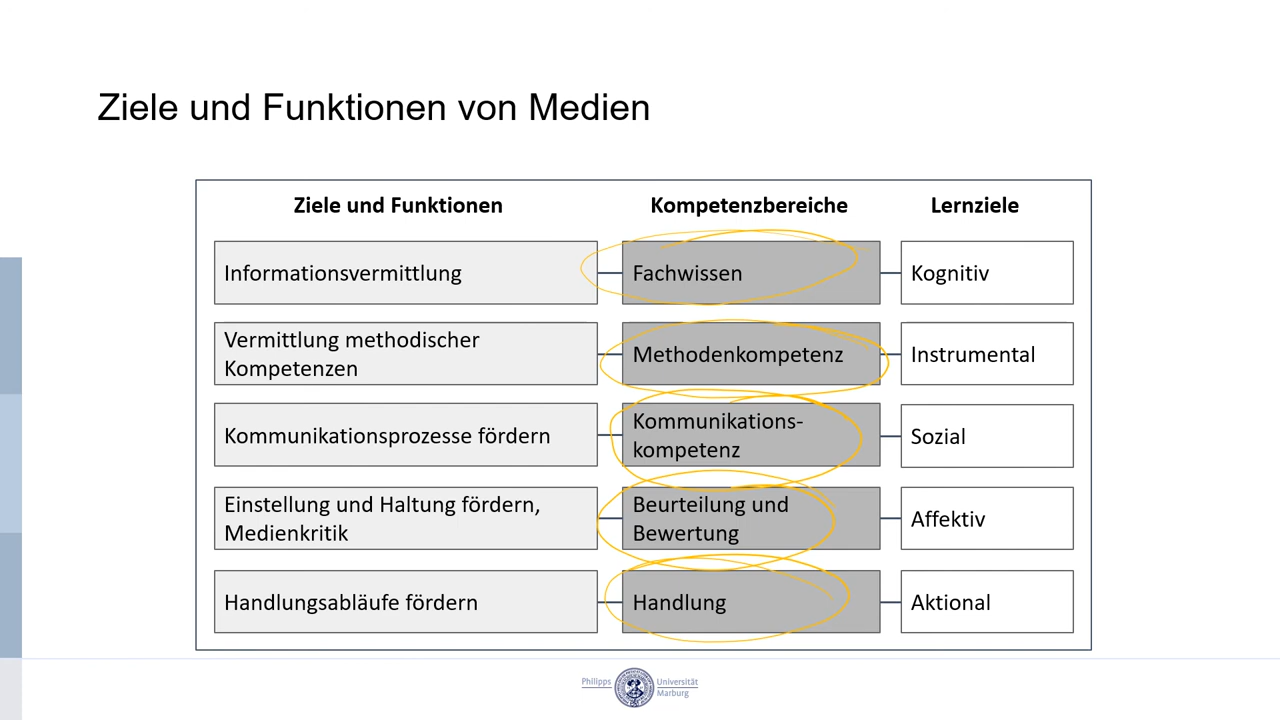 Ziele und Funktionen von Medien
Ziele und Funktionen Kompetenzbereiche Lernziele
Informationsvermittlung Fachwissen Kognitiv
Vermittlung methodischer
Kompetenzen
Methodenkompetenz Instrumental
Kommunikationsprozesse fördern
Kommunikations-
kompetenz
Sozial
Einstellung und Haltung fördern,
Medienkritik
Beurteilung und
Bewertung
Affektiv
Handlungsabläufe fördern Handlung Aktional
Philipps Universität
Marburg